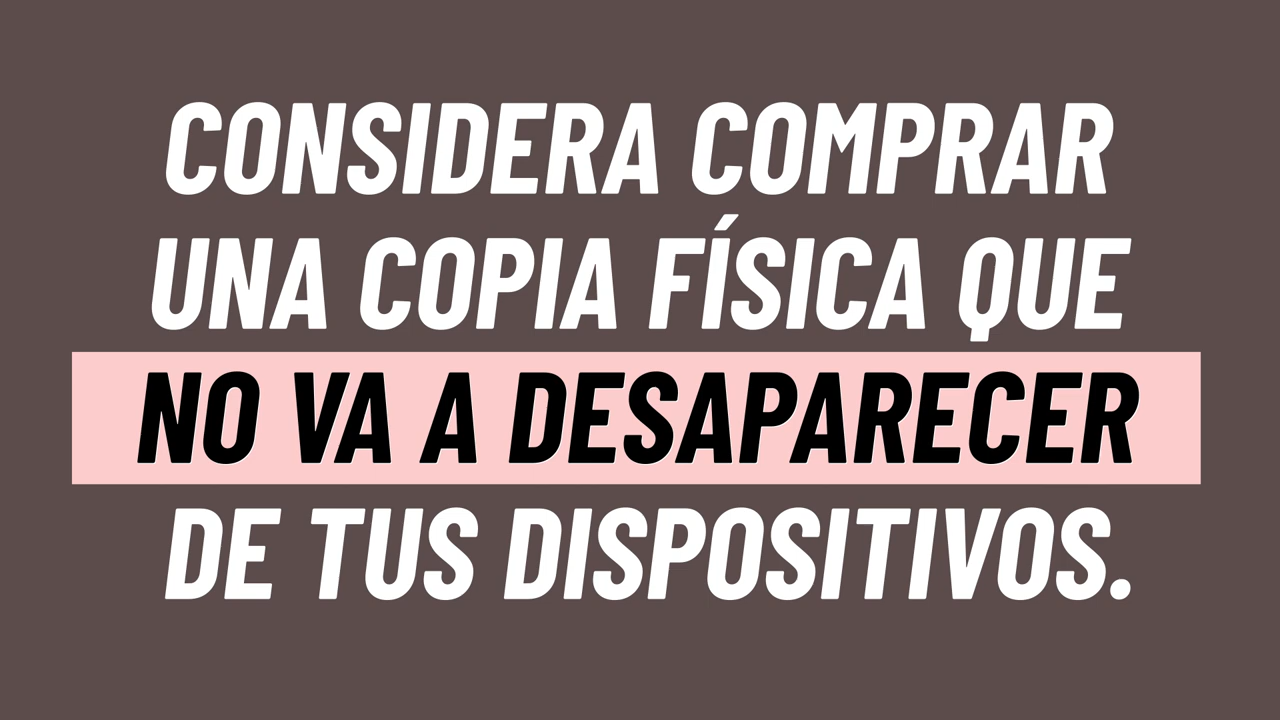 CONSIDERA COMPRAR
UNA COPIA FÍSICA QUE
NO VA A DESAPARECER
DE TUS DISPOSITIVOS.